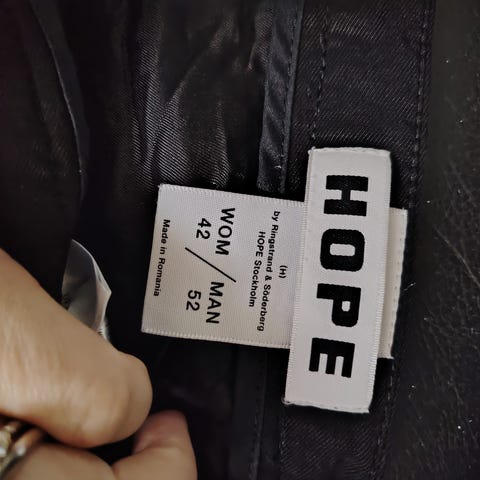 HOPE
(H)
HOPE Stockholm
by Ringstrand & Söderberg
WOM / MAN
42 52
Made in Romania